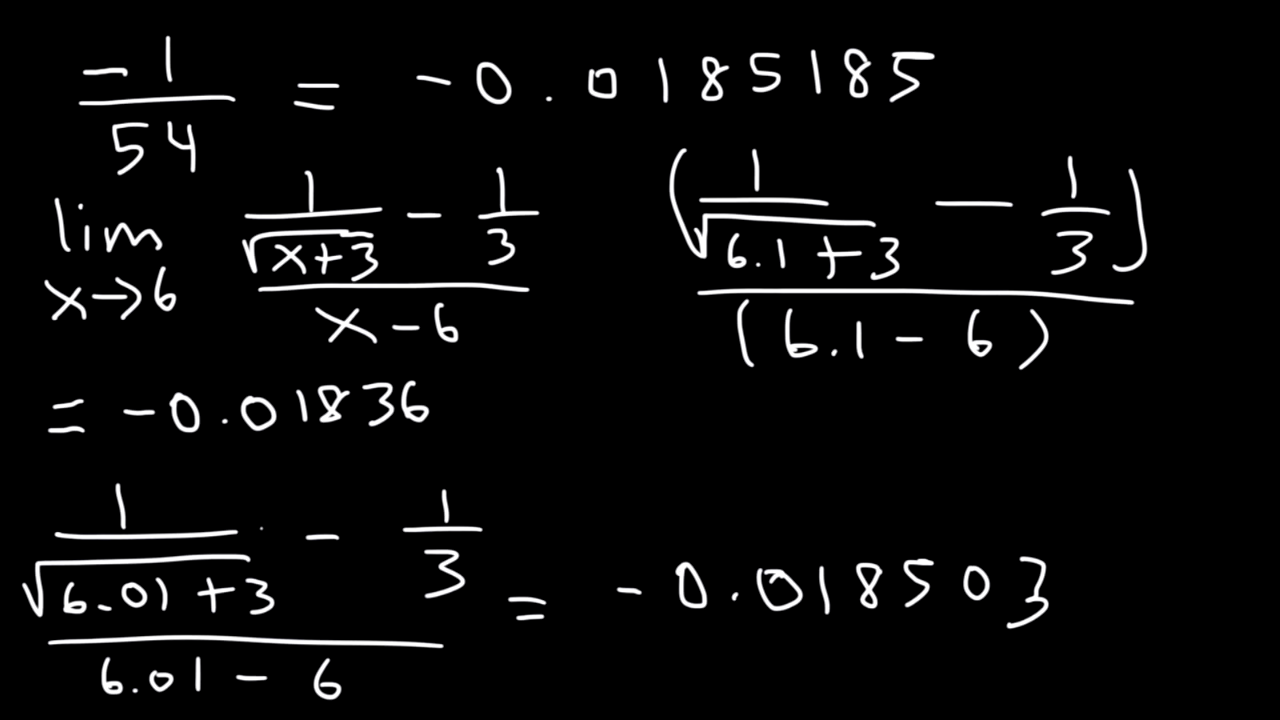 -1/54 = -0.0185185
lim x→6 (1/√(x+3) - 1/3)/(x-6)
(1/√(6.1+3) - 1/3)/(6.1-6)
= -0.01836
(1/√(6.01+3) - 1/3)/(6.01-6) = -0.018503